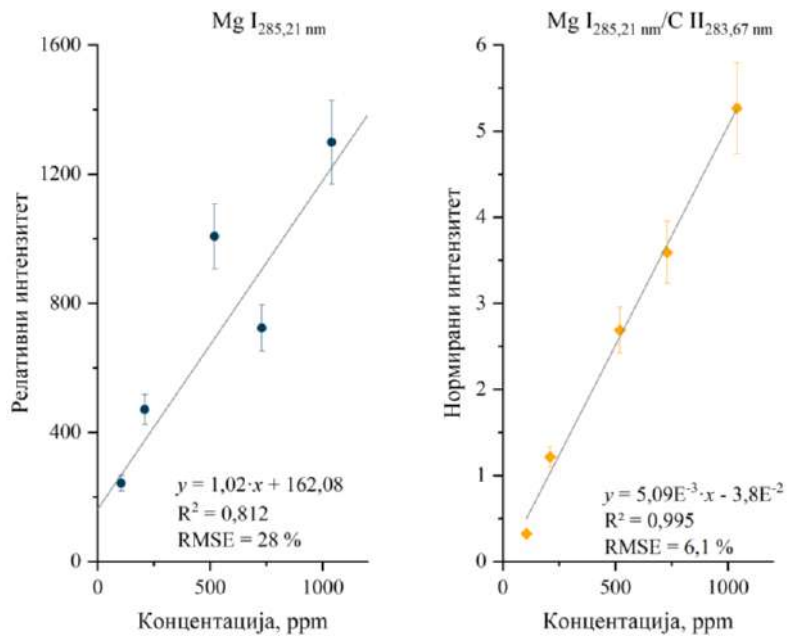 Mg I285,21 nm
1600
1200
800
400
0
0
500
1000
Релативни интензитет
Концентација, ppm
y = 1,02·x + 162,08
R² = 0,812
RMSE = 28 %
Mg I285,21 nm/C II283,67 nm
6
5
4
3
2
1
0
0
500
1000
Нормирани интензитет
Концентација, ppm
y = 5,09E⁻³·x - 3,8E⁻²
R² = 0,995
RMSE = 6,1 %